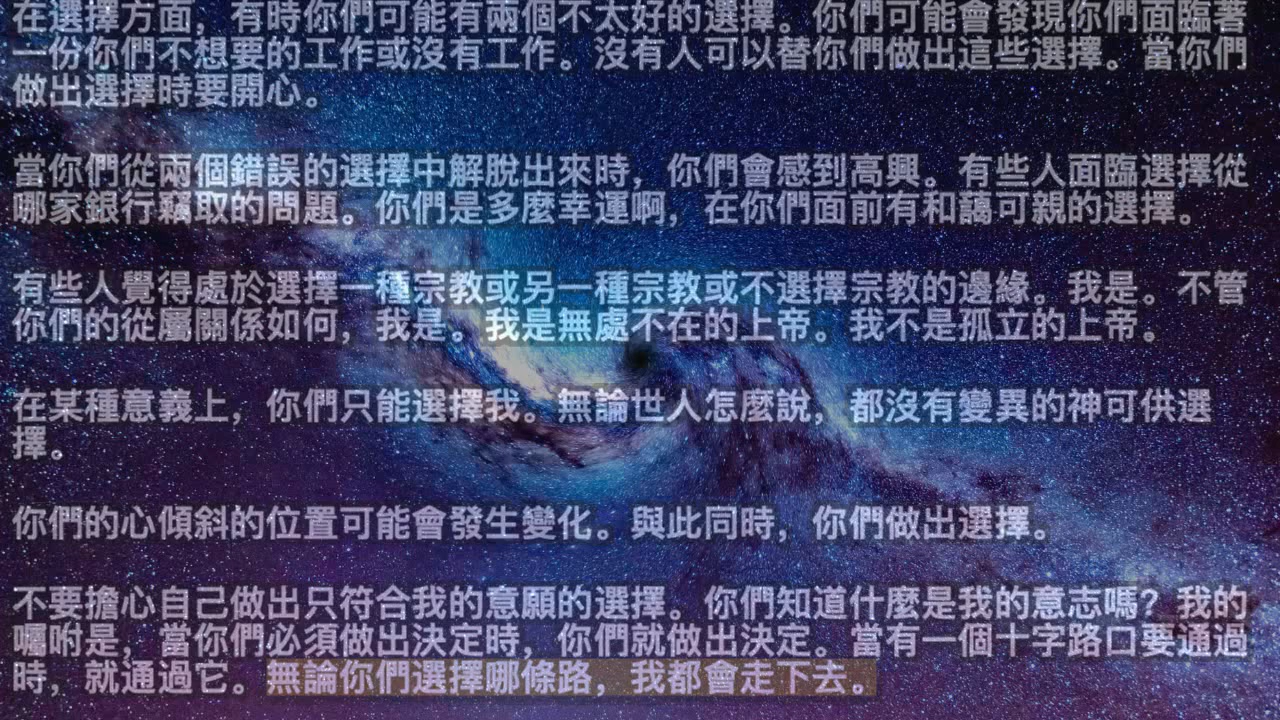 在選擇方面，有時你們可能有兩個不太好的選擇。你們可能會發現你們面臨著
一份你們不想要的工作或沒有工作。沒有人可以替你們做出這些選擇。當你們
做出選擇時要開心。
當你們從兩個錯誤的選擇中解脫出來時，你們會感到高興。有些人面臨選擇從
哪家銀行竊取的問題。你們是多麼幸運啊，在你們面前有和藹可親的選擇。
有些人覺得處於選擇一種宗教或另一種宗教或不選擇宗教的邊緣。我是。不管
你們的從屬關係如何，我是。我是無處不在的上帝。我不是孤立的上帝。
在某種意義上，你們只能選擇我。無論世人怎麼說，都沒有變異的神可供選
擇。
你們的心傾斜的位置可能會發生變化。與此同時，你們做出選擇。
不要擔心自己做出只符合我的意願的選擇。你們知道什麼是我的意志嗎？我的
囑咐是，當你們必須做出決定時，你們就做出決定。當有一個十字路口要通過
時，就通過它。無論你們選擇哪條路，我都會走下去。